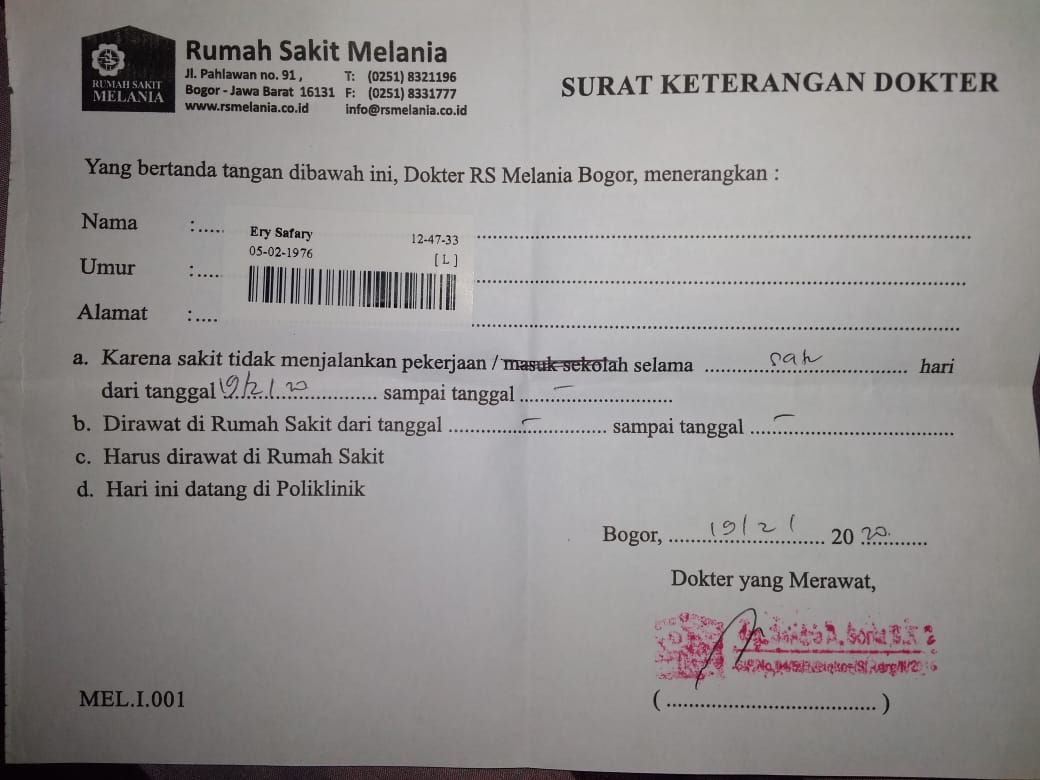 RUMAH SAKIT
MELANIA
Rumah Sakit Melania
Jl. Pahlawan no. 91 , T: (0251) 8321196
Bogor - Jawa Barat 16131 F: (0251) 8331777
www.rsmelania.co.id info@rsmelania.co.id
SURAT KETERANGAN DOKTER
Yang bertanda tangan dibawah ini, Dokter RS Melania Bogor, menerangkan :
Nama :..... Ery Safary 12-47-33
05-02-1976 [ L ]
Umur :....
Alamat :....
a. Karena sakit tidak menjalankan pekerjaan / masuk sekolah selama ........ hari
dari tanggal 19/2/20 sampai tanggal ........ –
b. Dirawat di Rumah Sakit dari tanggal ........ – sampai tanggal ........ –
c. Harus dirawat di Rumah Sakit
d. Hari ini datang di Poliklinik
Bogor, 19/2/ 2020
Dokter yang Merawat,
(........)
MEL.I.001